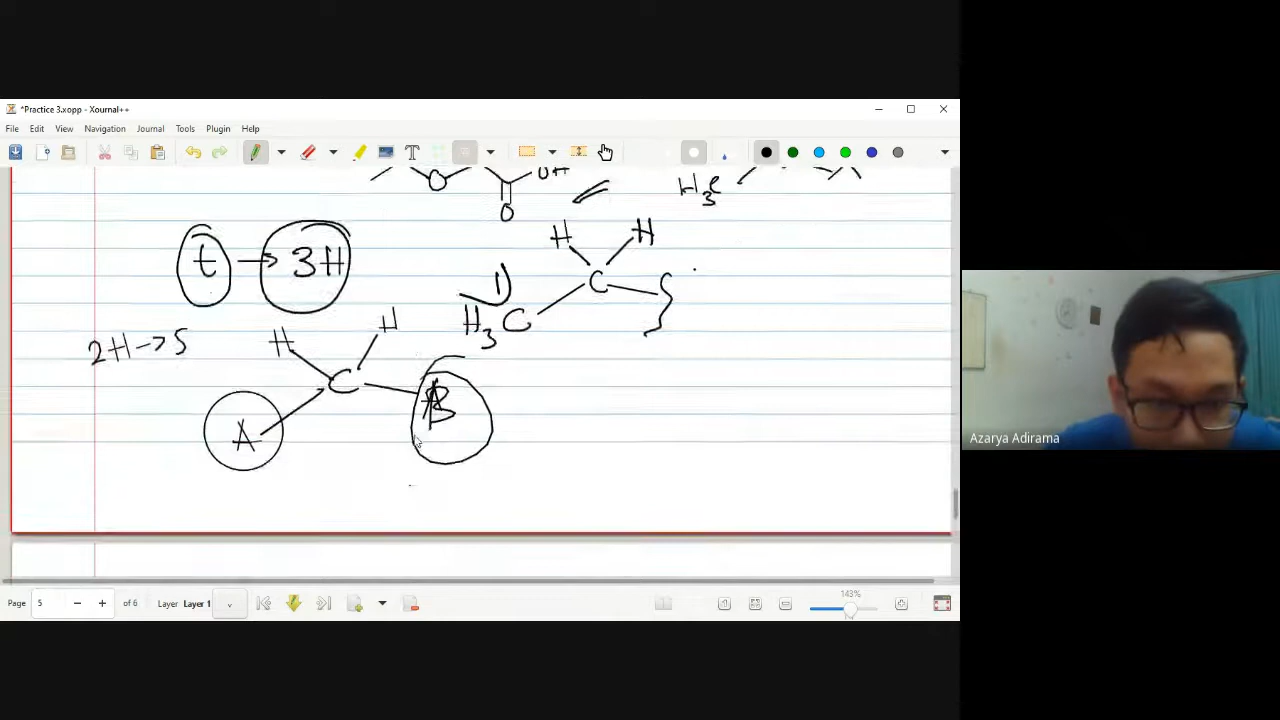 *Practice 3.xopp - Xournal++
File Edit View Navigation Journal Tools Plugin Help
T
OH
O
O
H3C
t → 3H
H H
C
H3C
2H → S
H H
C
A
B
Azarya Adirama
Page 5 of 6 Layer Layer 1
143%